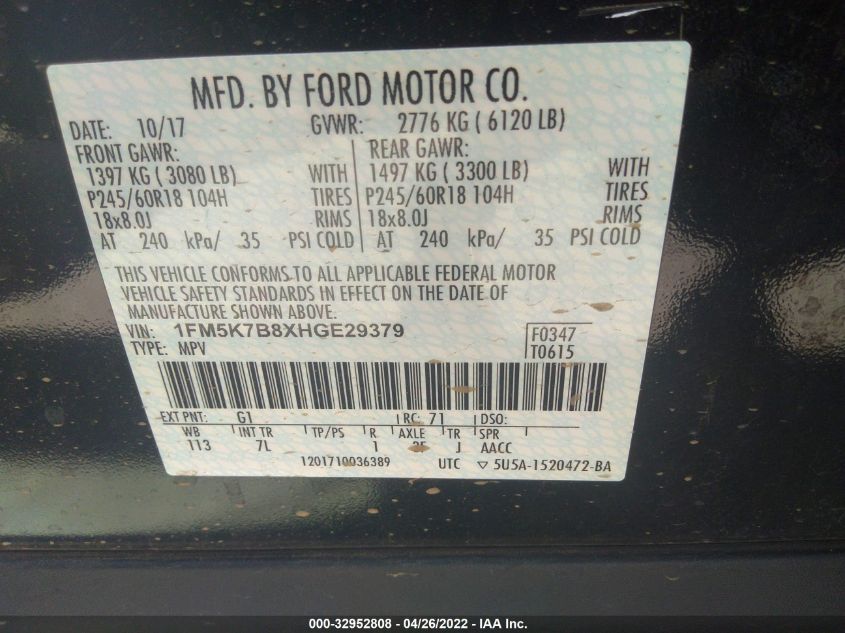 MFD. BY FORD MOTOR CO.
DATE: 10/17 GVWR: 2776 KG ( 6120 LB)
FRONT GAWR: REAR GAWR:
1397 KG ( 3080 LB) WITH 1497 KG ( 3300 LB) WITH
P245/60R18 104H TIRES P245/60R18 104H TIRES
18x8.0J RIMS 18x8.0J RIMS
AT 240 kPa/ 35 PSI COLD AT 240 kPa/ 35 PSI COLD
THIS VEHICLE CONFORMS TO ALL APPLICABLE FEDERAL MOTOR
VEHICLE SAFETY STANDARDS IN EFFECT ON THE DATE OF
MANUFACTURE SHOWN ABOVE.
VIN: 1FM5K7B8XHGE29379 F0347
TYPE: MPV T0615
EXT PNT: G1 RC: 71 DSO:
WB INT TR TP/PS R AXLE TR SPR
113 7L 1 J AACC
1201710036389 UTC ▽ 5U5A-1520472-BA
000-32952808 - 04/26/2022 - IAA Inc.